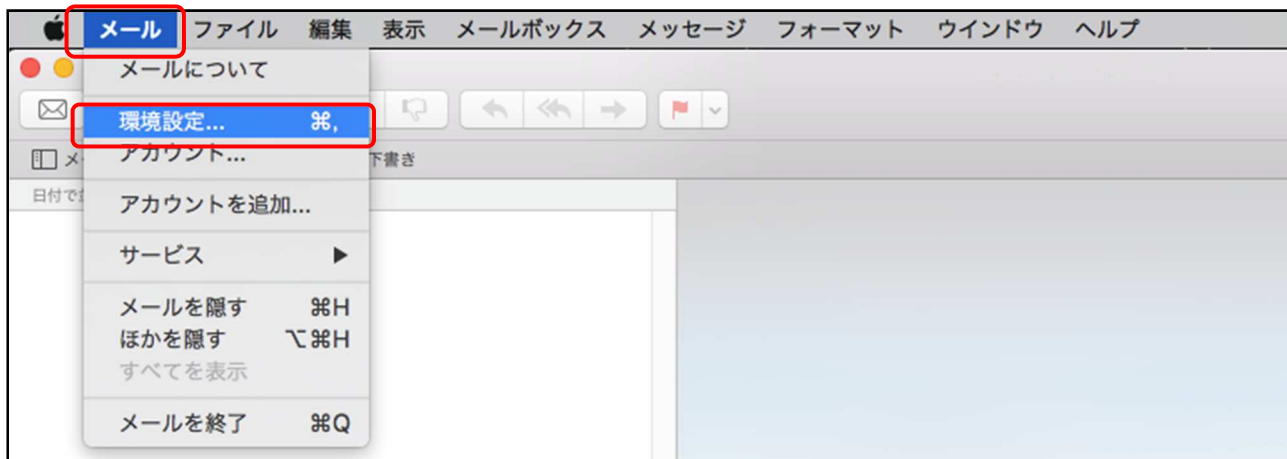 メール ファイル 編集 表示 メールボックス メッセージ フォーマット ウインドウ ヘルプ
メールについて
環境設定... ⌘,
アカウント...
メ
下書き
日付で
アカウントを追加...
サービス ▶
メールを隠す ⌘H
ほかを隠す ⌥⌘H
すべてを表示
メールを終了 ⌘Q